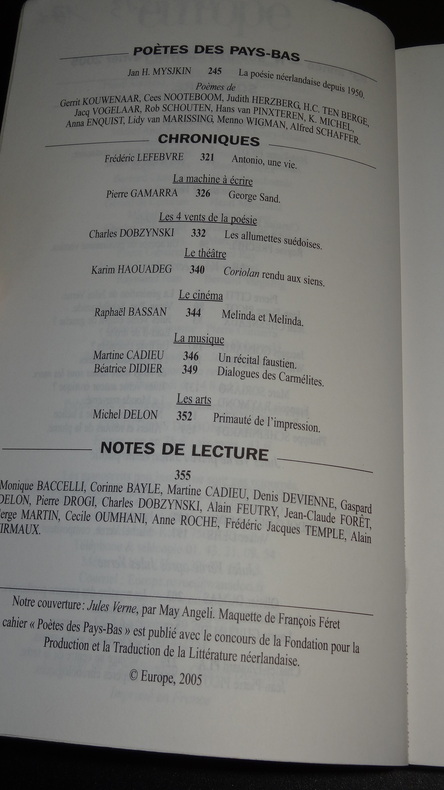 POÈTES DES PAYS-BAS
Jan H. MYSJKIN 245 La poésie néerlandaise depuis 1950.
Poèmes de
Gerrit KOUWENAAR, Cees NOOTEBOOM, Judith HERZBERG, H.C. TEN BERGE,
Jacq VOGELAAR, Rob SCHOUTEN, Hans van PINXTEREN, K. MICHEL,
Anna ENQUIST, Lidy van MARISSING, Menno WIGMAN, Alfred SCHAFFER.
CHRONIQUES
Frédéric LEFEBVRE 321 Antonio, une vie.
La machine à écrire
Pierre GAMARRA 326 George Sand.
Les 4 vents de la poésie
Charles DOBZYNSKI 332 Les allumettes suédoises.
Le théâtre
Karim HAOUADEG 340 Coriolan rendu aux siens.
Le cinéma
Raphaël BASSAN 344 Melinda et Melinda.
La musique
Martine CADIEU 346 Un récital faustien.
Béatrice DIDIER 349 Dialogues des Carmélites.
Les arts
Michel DELON 352 Primauté de l'impression.
NOTES DE LECTURE
355
Monique BACCELLI, Corinne BAYLE, Martine CADIEU, Denis DEVIENNE, Gaspard
DELON, Pierre DROGI, Charles DOBZYNSKI, Alain FEUTRY, Jean-Claude FORÊT,
erge MARTIN, Cecile OUMHANI, Anne ROCHE, Frédéric Jacques TEMPLE, Alain
IRMAUX.
Notre couverture : Jules Verne, par May Angeli. Maquette de François Féret
cahier « Poètes des Pays-Bas » est publié avec le concours de la Fondation pour la
Production et la Traduction de la Littérature néerlandaise.
© Europe, 2005